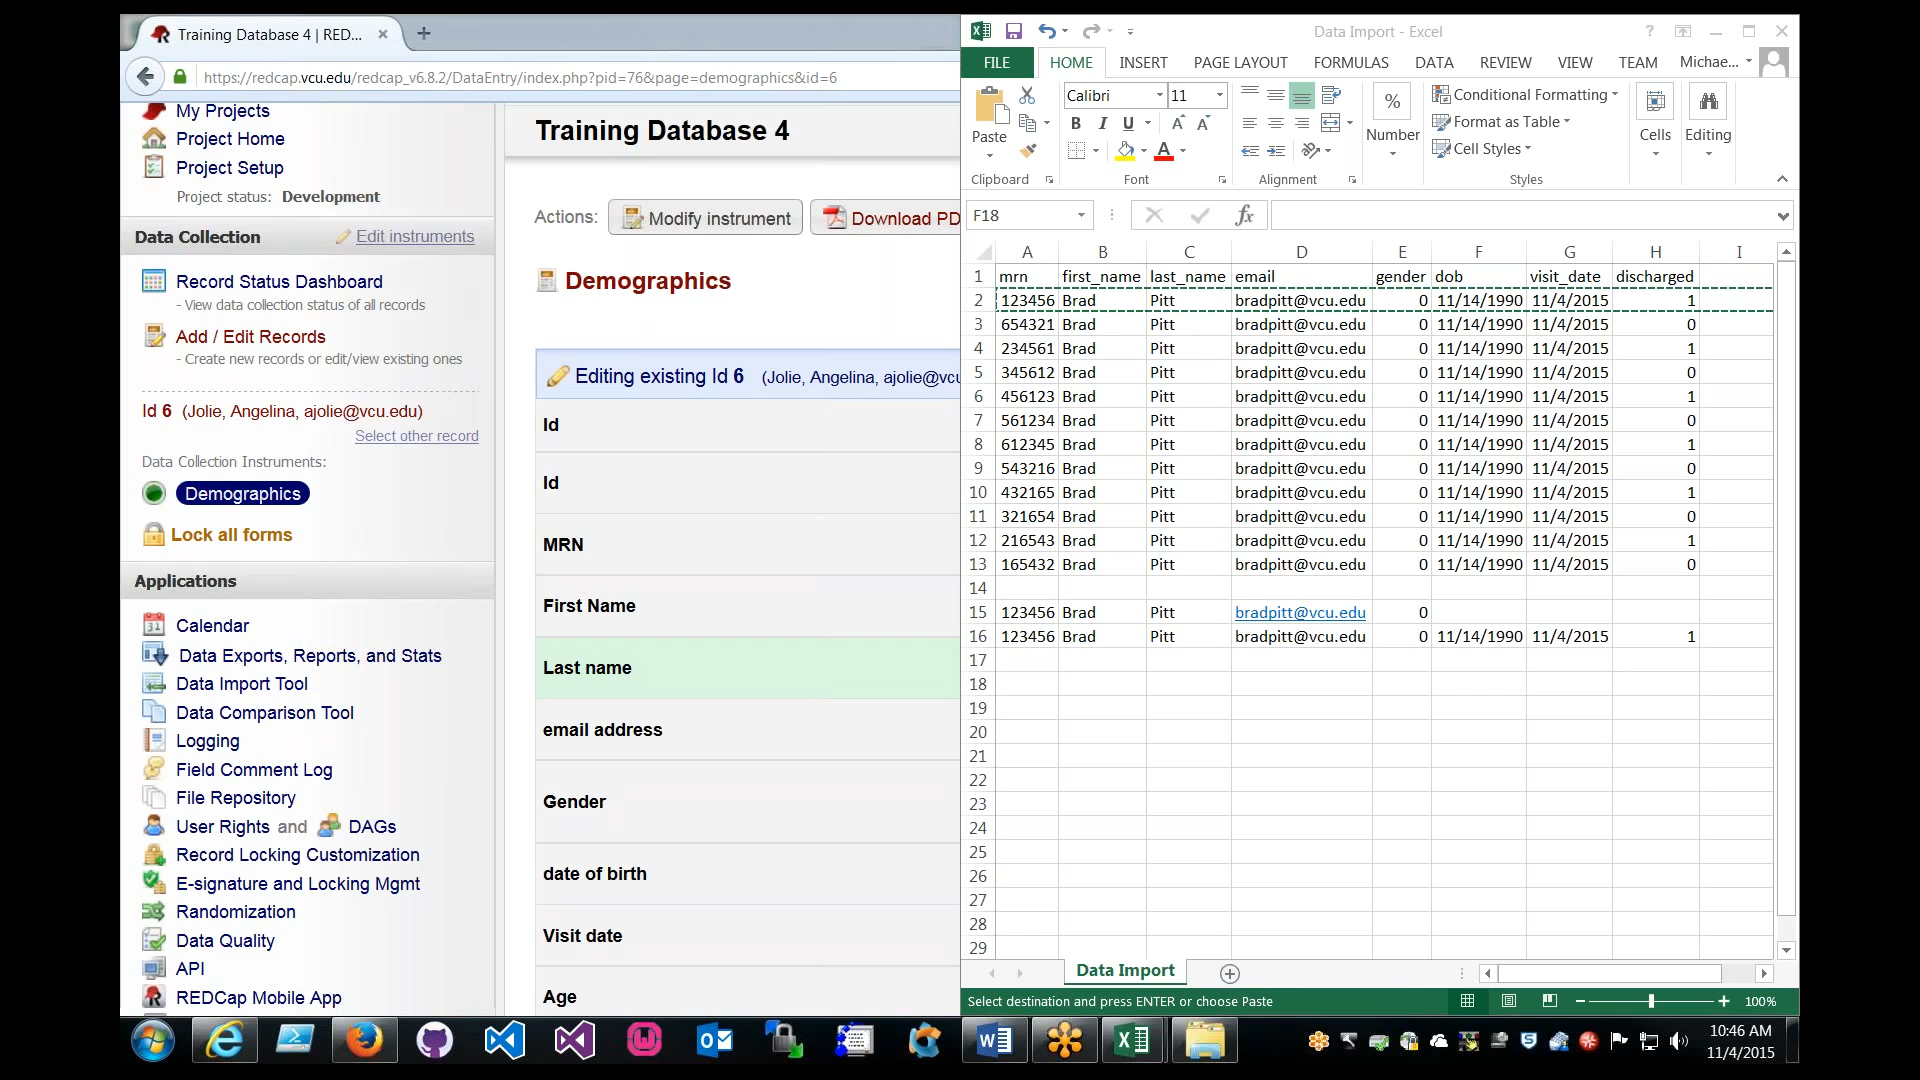 Training Database 4 | RED...
https://redcap.vcu.edu/redcap_v6.8.2/DataEntry/index.php?pid=76&page=demographics&id=6
My Projects
Project Home
Project Setup
Project status: Development
Data Collection
Edit instruments
Record Status Dashboard
- View data collection status of all records
Add / Edit Records
- Create new records or edit/view existing ones
Id 6 (Jolie, Angelina, ajolie@vcu.edu)
Select other record
Data Collection Instruments:
Demographics
Lock all forms
Applications
Calendar
Data Exports, Reports, and Stats
Data Import Tool
Data Comparison Tool
Logging
Field Comment Log
File Repository
User Rights and DAGs
Record Locking Customization
E-signature and Locking Mgmt
Randomization
Data Quality
API
REDCap Mobile App
Training Database 4
Actions: Modify instrument Download PD
Demographics
Editing existing Id 6 (Jolie, Angelina, ajolie@vcu
Id
Id
MRN
First Name
Last name
email address
Gender
date of birth
Visit date
Age
Data Import - Excel
FILE HOME INSERT PAGE LAYOUT FORMULAS DATA REVIEW VIEW TEAM Michae...
Paste
Clipboard
Calibri 11
B I U
Font
Alignment
%
Number
Conditional Formatting
Format as Table
Cell Styles
Styles
Cells
Editing
F18
fx
A B C D E F G H I
1 mrn first_name last_name email gender dob visit_date discharged
2 123456 Brad Pitt bradpitt@vcu.edu 0 11/14/1990 11/4/2015 1
3 654321 Brad Pitt bradpitt@vcu.edu 0 11/14/1990 11/4/2015 0
4 234561 Brad Pitt bradpitt@vcu.edu 0 11/14/1990 11/4/2015 1
5 345612 Brad Pitt bradpitt@vcu.edu 0 11/14/1990 11/4/2015 0
6 456123 Brad Pitt bradpitt@vcu.edu 0 11/14/1990 11/4/2015 1
7 561234 Brad Pitt bradpitt@vcu.edu 0 11/14/1990 11/4/2015 0
8 612345 Brad Pitt bradpitt@vcu.edu 0 11/14/1990 11/4/2015 1
9 543216 Brad Pitt bradpitt@vcu.edu 0 11/14/1990 11/4/2015 0
10 432165 Brad Pitt bradpitt@vcu.edu 0 11/14/1990 11/4/2015 1
11 321654 Brad Pitt bradpitt@vcu.edu 0 11/14/1990 11/4/2015 0
12 216543 Brad Pitt bradpitt@vcu.edu 0 11/14/1990 11/4/2015 1
13 165432 Brad Pitt bradpitt@vcu.edu 0 11/14/1990 11/4/2015 0
14
15 123456 Brad Pitt bradpitt@vcu.edu 0
16 123456 Brad Pitt bradpitt@vcu.edu 0 11/14/1990 11/4/2015 1
17
18
19
20
21
22
23
24
25
26
27
28
29
Data Import
Select destination and press ENTER or choose Paste
100%
10:46 AM
11/4/2015